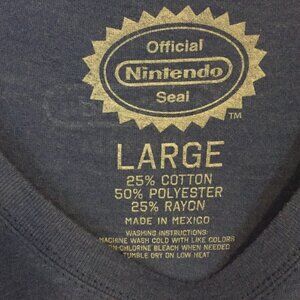 Official
Nintendo
Seal
TM
LARGE
25% COTTON
50% POLYESTER
25% RAYON
MADE IN MEXICO
WASHING INSTRUCTIONS:
MACHINE WASH COLD WITH LIKE COLORS
NON-CHLORINE BLEACH WHEN NEEDED
TUMBLE DRY ON LOW HEAT